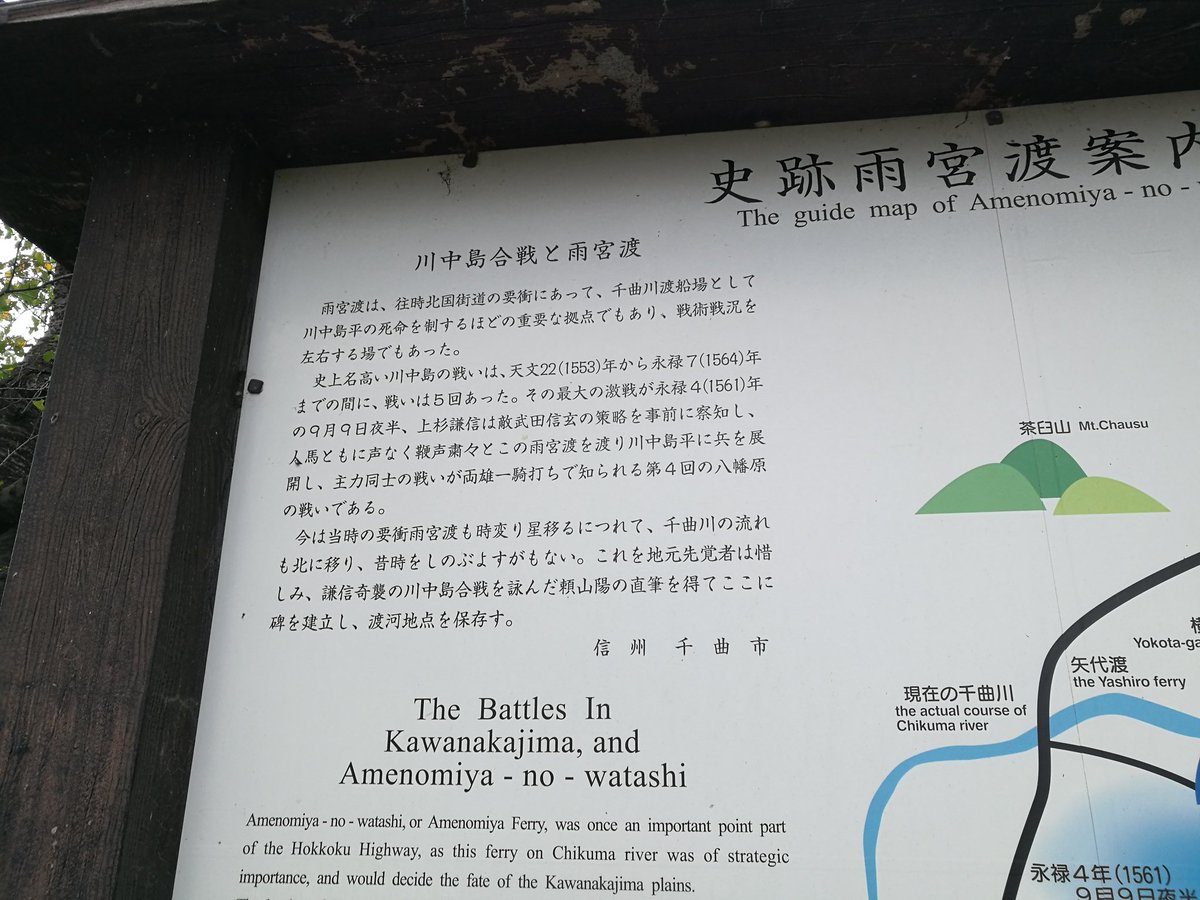 史跡雨宮渡案内
The guide map of Amenomiya - no -
川中島合戦と雨宮渡
雨宮渡は、往時北国街道の要衝にあって、千曲川渡船場として
川中島平の死命を制するほどの重要な拠点でもあり、戦術戦況を
左右する場でもあった。
史上名高い川中島の戦いは、天文22(1553)年から永禄7(1564)年
までの間に、戦いは5回あった。その最大の激戦が永禄4(1561)年
の9月9日夜半、上杉謙信は敵武田信玄の策略を事前に察知し、
人馬ともに声なく鞭声粛々とこの雨宮渡を渡り川中島平に兵を展
開し、主力同士の戦いが両雄一騎打ちで知られる第4回の八幡原
の戦いである。
今は当時の要衝雨宮渡も時変り星移るにつれて、千曲川の流れ
も北に移り、昔時をしのぶよすがもない。これを地元先覚者は惜
しみ、謙信奇襲の川中島合戦を詠んだ頼山陽の直筆を得てここに
碑を建立し、渡河地点を保存す。
信州 千曲市
The Battles In
Kawanakajima, and
Amenomiya - no - watashi
Amenomiya - no - watashi, or Amenomiya Ferry, was once an important point part
of the Hokkoku Highway, as this ferry on Chikuma river was of strategic
importance, and would decide the fate of the Kawanakajima plains.
茶臼山 Mt.Chausu
Yokota-ga
矢代渡
the Yashiro ferry
現在の千曲川
the actual course of
Chikuma river
永禄4年(1561)
9月9日夜半